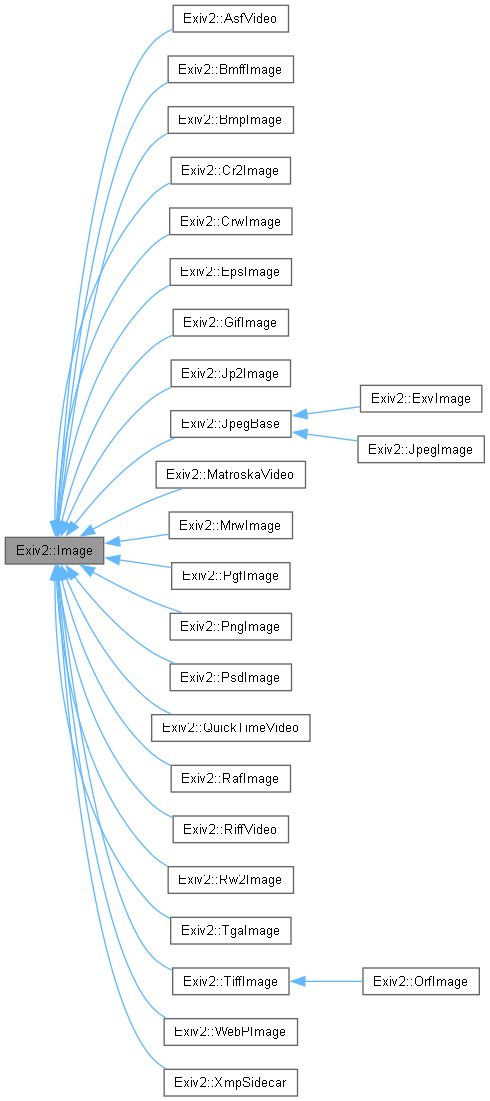 Exiv2::AsfVideo
Exiv2::BmffImage
Exiv2::BmpImage
Exiv2::Cr2Image
Exiv2::CrwImage
Exiv2::EpsImage
Exiv2::GifImage
Exiv2::Jp2Image
Exiv2::ExvImage
Exiv2::JpegBase
Exiv2::JpegImage
Exiv2::MatroskaVideo
Exiv2::MrwImage
Exiv2::Image
Exiv2::PgfImage
Exiv2::PngImage
Exiv2::PsdImage
Exiv2::QuickTimeVideo
Exiv2::RafImage
Exiv2::RiffVideo
Exiv2::Rw2Image
Exiv2::TgaImage
Exiv2::TiffImage
Exiv2::OrfImage
Exiv2::WebPImage
Exiv2::XmpSidecar